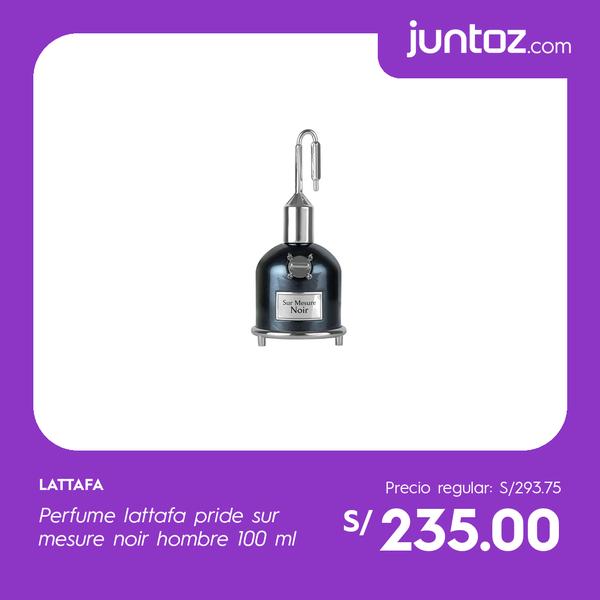 juntoz.com
Sur Mesure
Noir
LATTAFA
Perfume lattafa pride sur
mesure noir hombre 100 ml
Precio regular: S/293.75
S/235.00